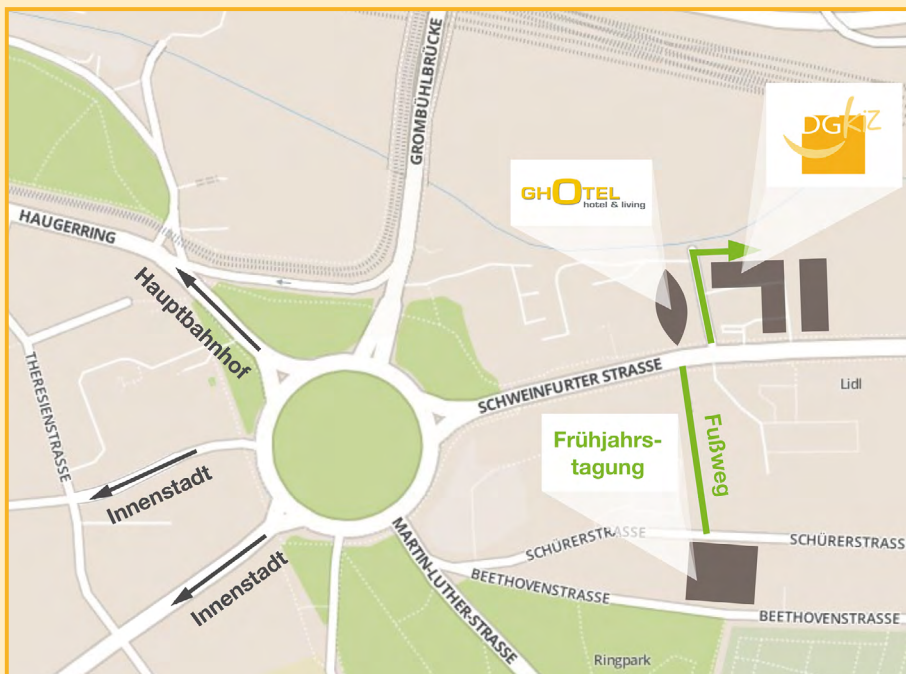 GROMBÜHLBRÜCKE
DGkiz
GHOTEL
hotel & living
HAUGERRING
Hauptbahnhof
THERESIENSTRASSE
SCHWEINFURTER STRASSE
Lidl
Frühjahrs-
tagung
Fußweg
Innenstadt
Innenstadt
MARTIN-LUTHER-STRASSE
SCHÜRERSTRASSE
SCHÜRERSTRASS
BEETHOVENSTRASSE
BEETHOVENSTRASSE
Ringpark